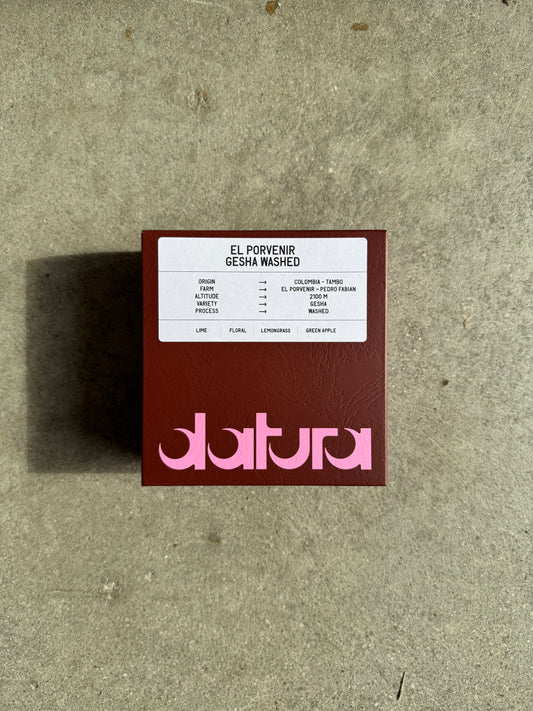 EL PORVENIR
GESHA WASHED
ORIGIN → COLOMBIA - TAMBO
FARM → EL PORVENIR - PEDRO FABIAN
ALTITUDE → 2100 M
VARIETY → GESHA
PROCESS → WASHED
LIME FLORAL LEMONGRASS GREEN APPLE
datura